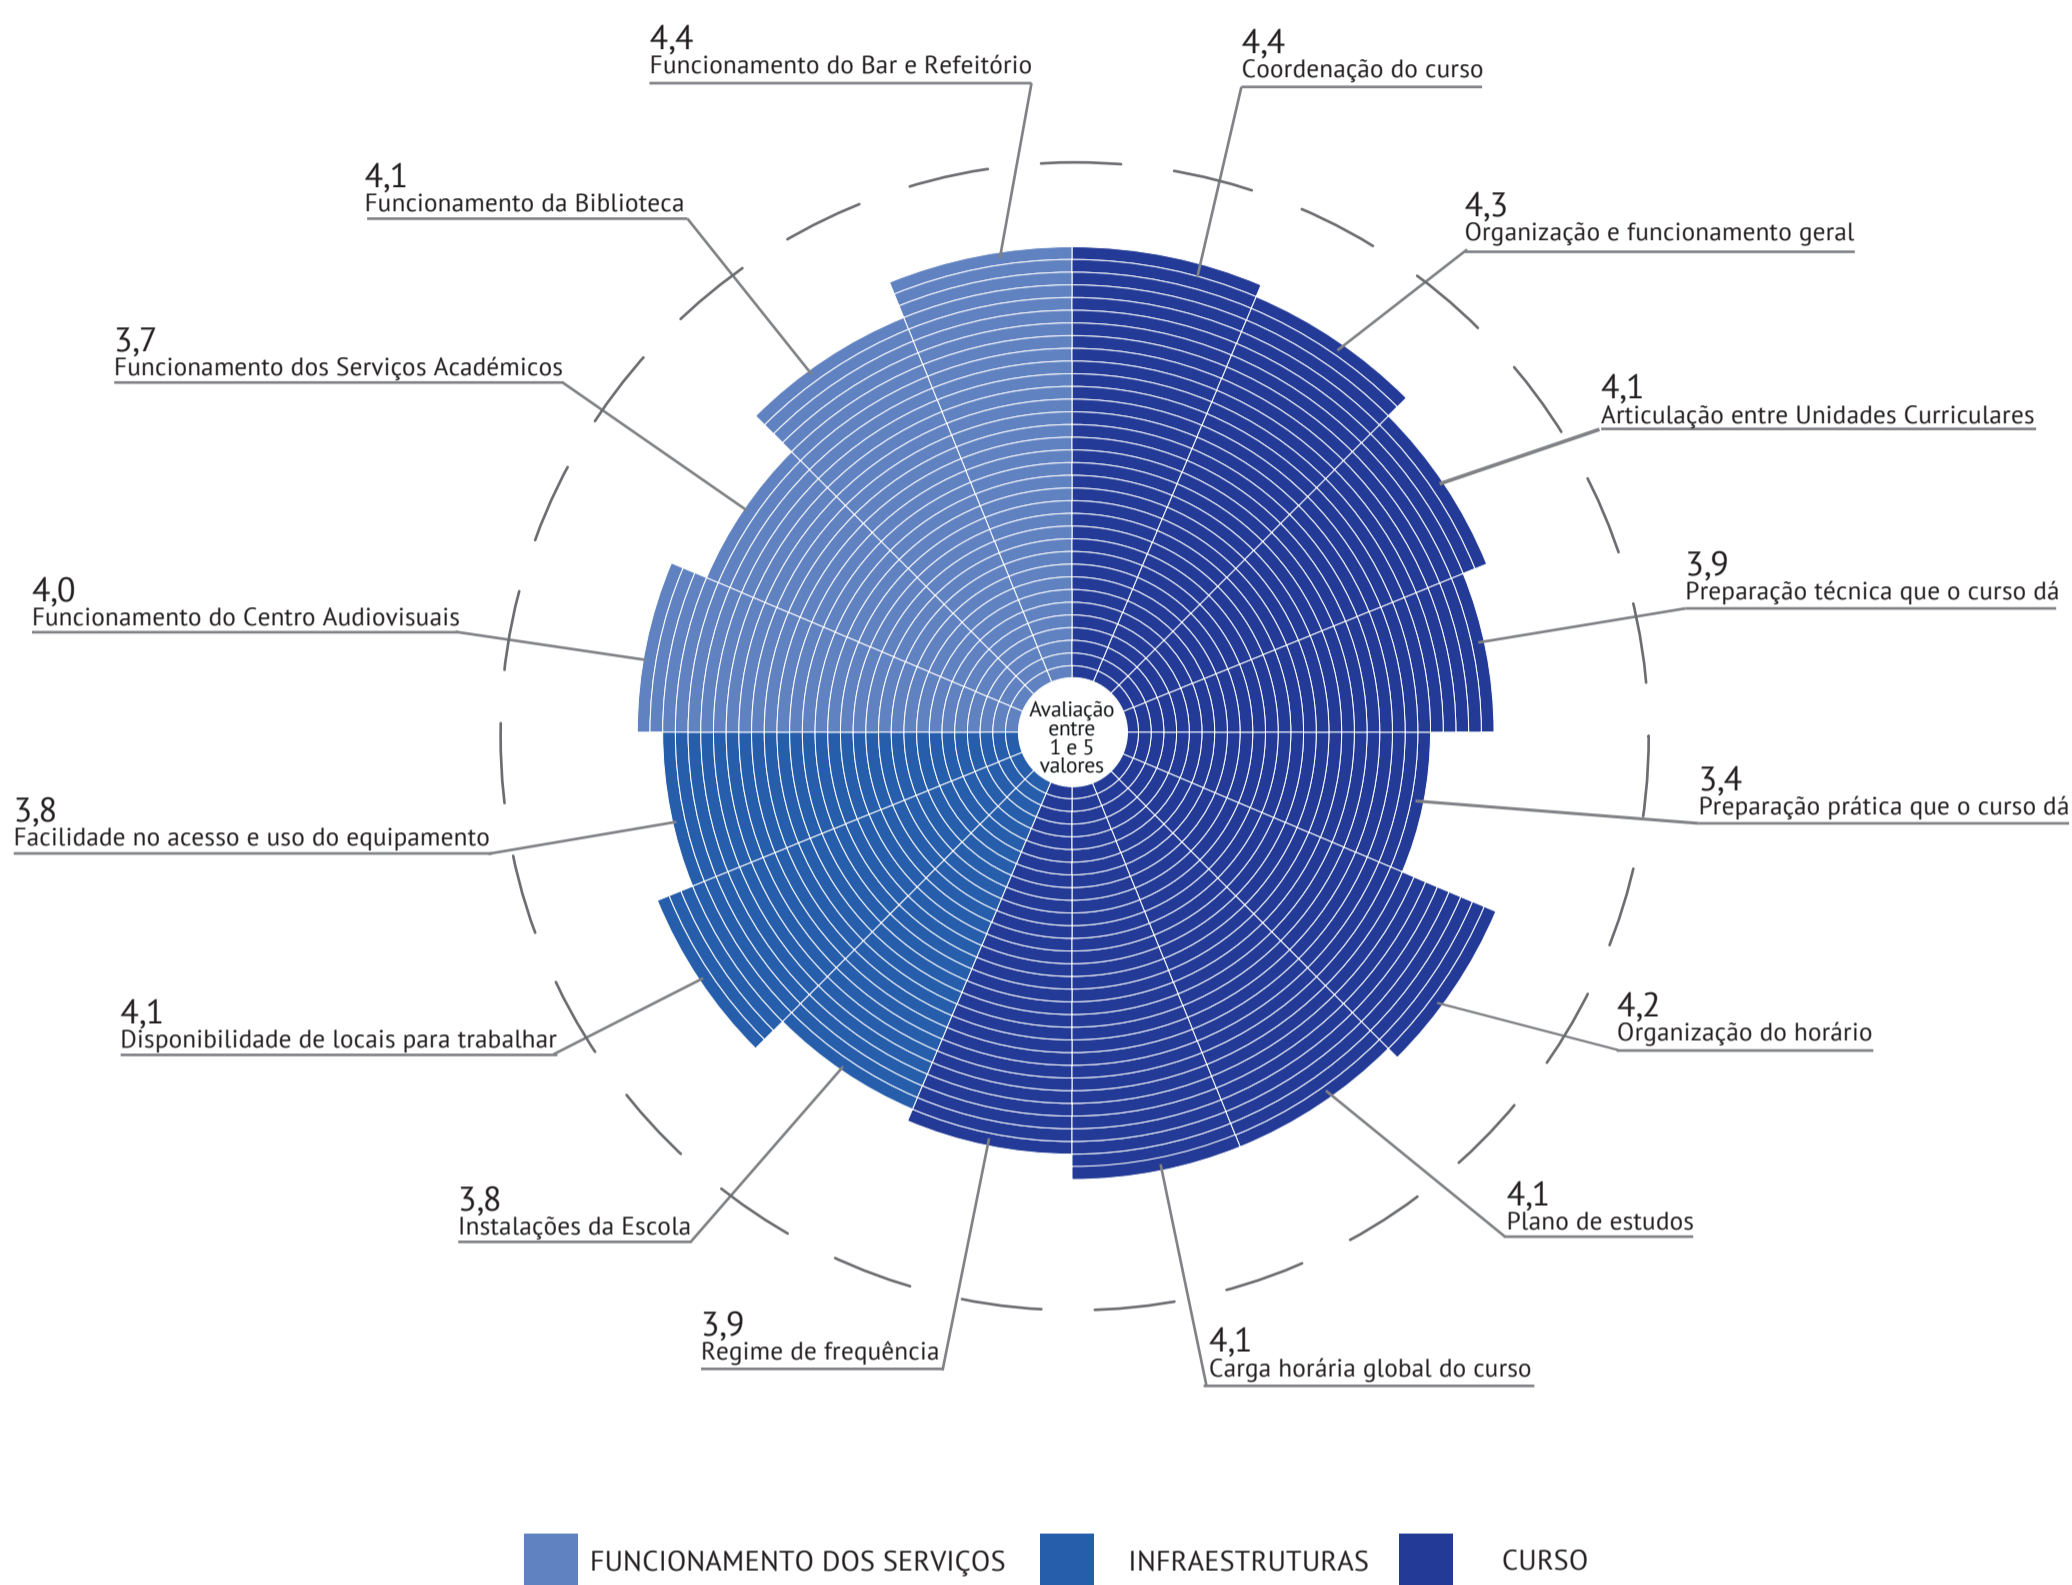 4,4
Funcionamento do Bar e Refeitório
4,4
Coordenação do curso
4,1
Funcionamento da Biblioteca
4,3
Organização e funcionamento geral
3,7
Funcionamento dos Serviços Académicos
4,1
Articulação entre Unidades Curriculares
4,0
Funcionamento do Centro Audiovisuais
3,9
Preparação técnica que o curso dá
Avaliação
entre
1 e 5
valores
3,8
Facilidade no acesso e uso do equipamento
3,4
Preparação prática que o curso dá
4,1
Disponibilidade de locais para trabalhar
4,2
Organização do horário
3,8
Instalações da Escola
4,1
Plano de estudos
3,9
Regime de frequência
4,1
Carga horária global do curso
FUNCIONAMENTO DOS SERVIÇOS
INFRAESTRUTURAS
CURSO